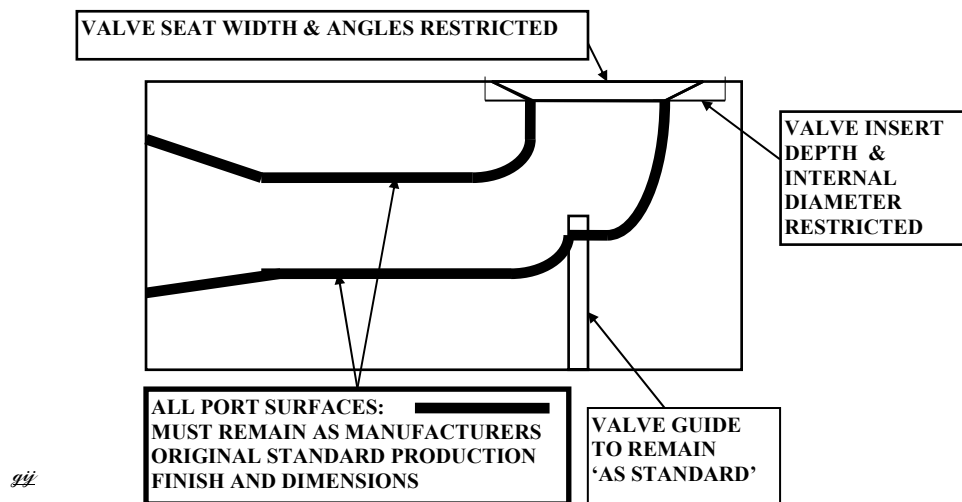 VALVE SEAT WIDTH & ANGLES RESTRICTED
VALVE INSERT
DEPTH &
INTERNAL
DIAMETER
RESTRICTED
ALL PORT SURFACES:
MUST REMAIN AS MANUFACTURERS
ORIGINAL STANDARD PRODUCTION
FINISH AND DIMENSIONS
VALVE GUIDE
TO REMAIN
‘AS STANDARD’